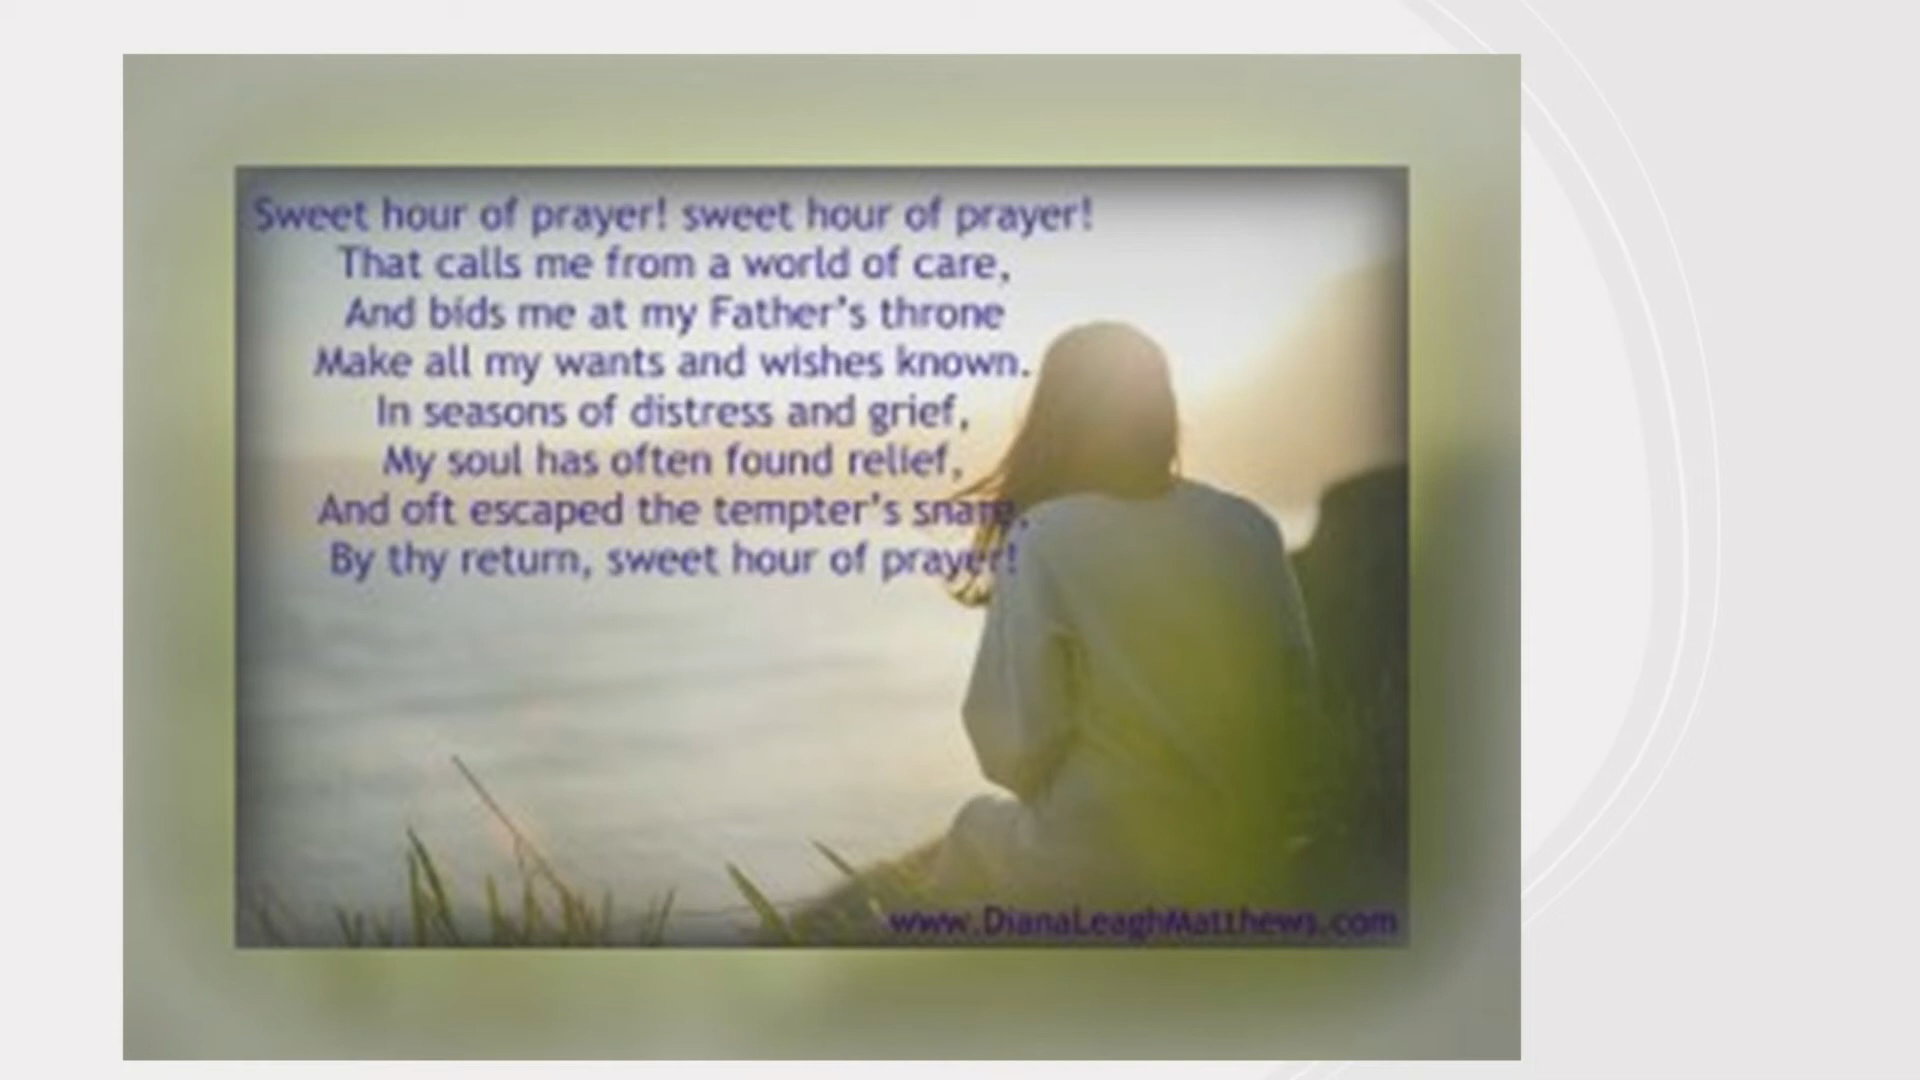 Sweet hour of prayer! sweet hour of prayer!
That calls me from a world of care,
And bids me at my Father's throne
Make all my wants and wishes known.
In seasons of distress and grief,
My soul has often found relief,
And oft escaped the tempter's snare,
By thy return, sweet hour of prayer!
www.DianaLeaghMatthews.com